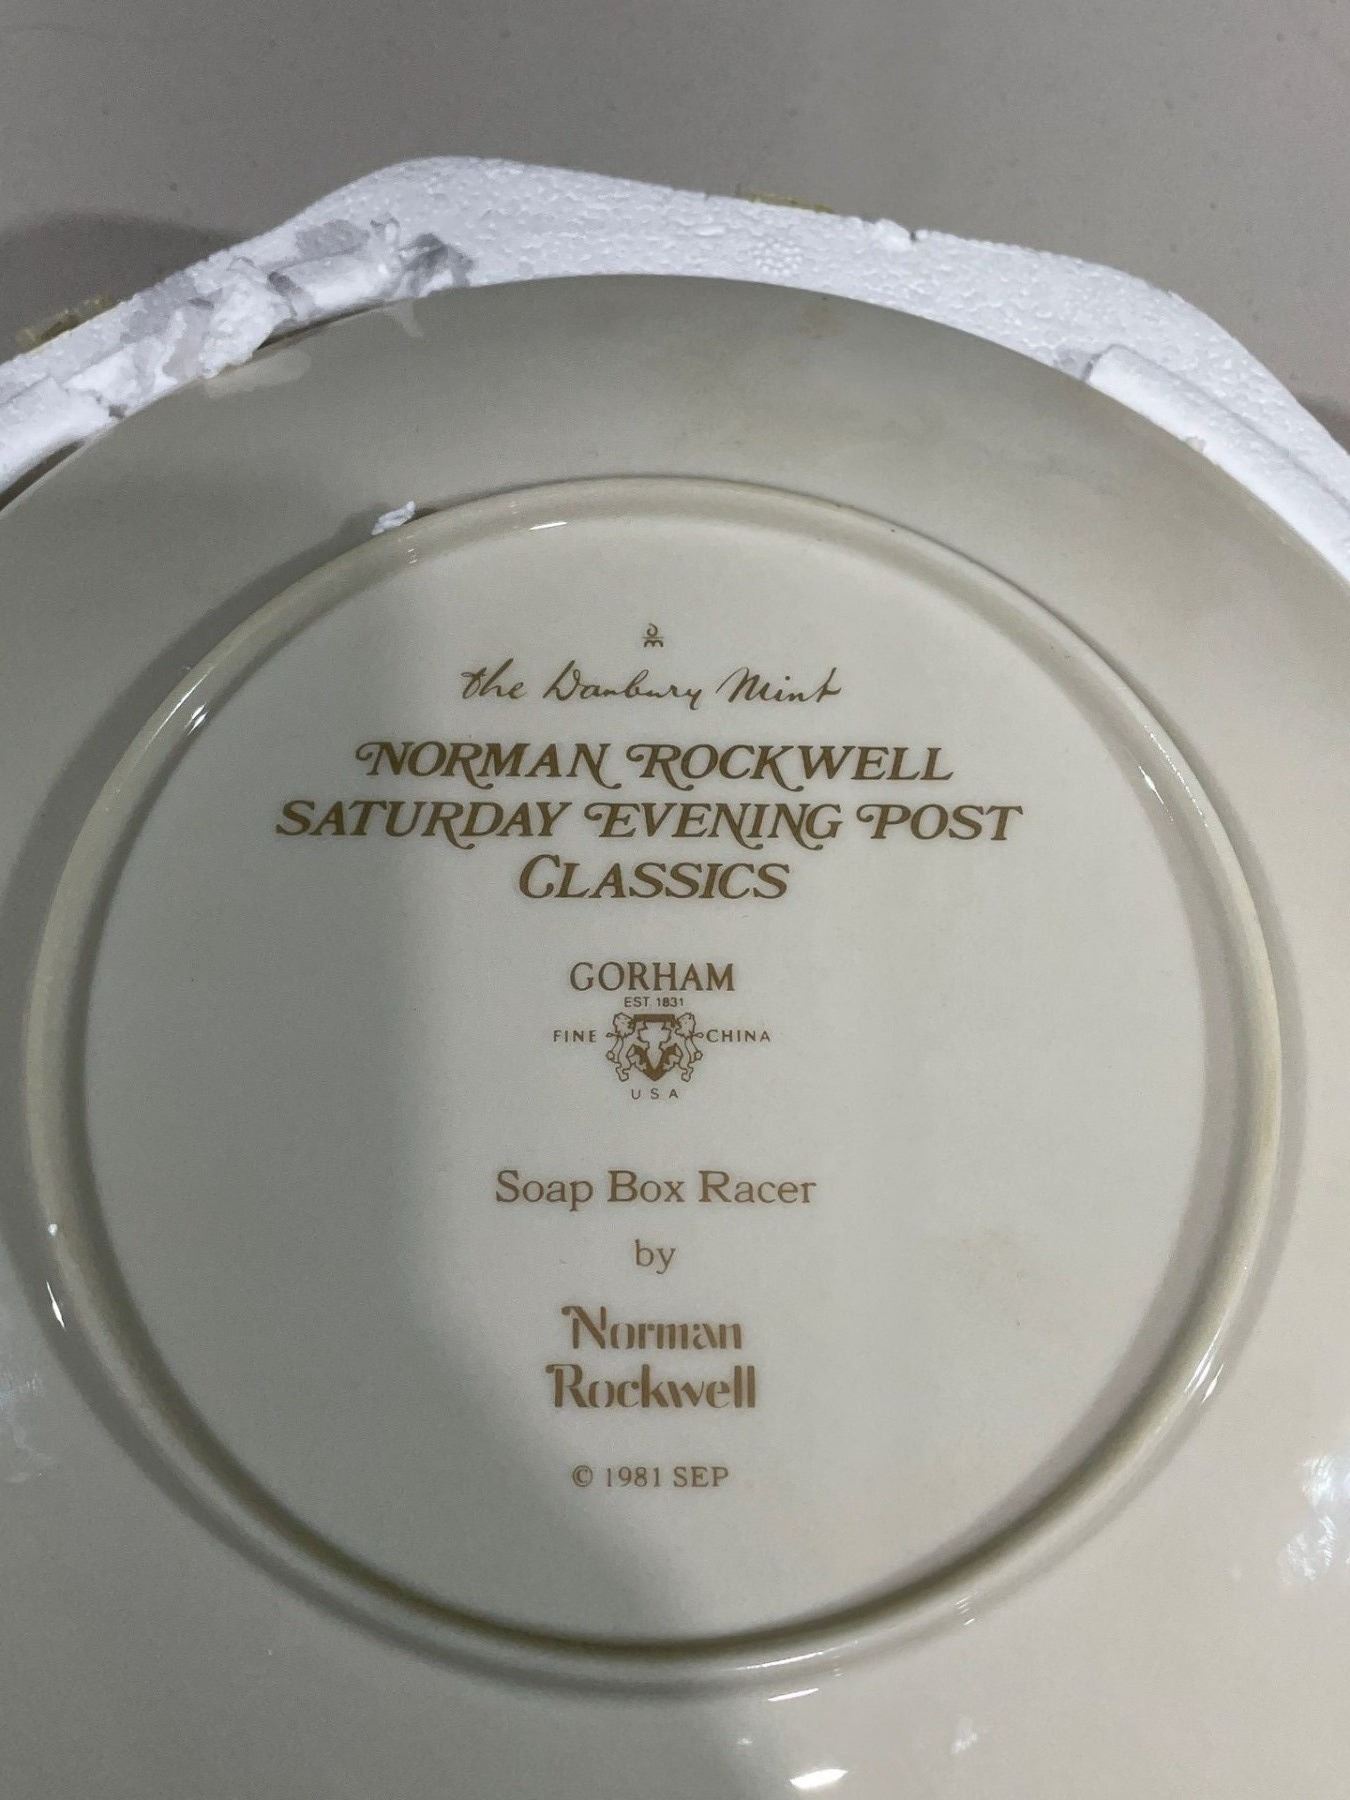 the Danbury Mint
NORMAN ROCKWELL
SATURDAY EVENING POST
CLASSICS
GORHAM
EST. 1831
FINE CHINA
USA
Soap Box Racer
by
Norman
Rockwell
© 1981 SEP